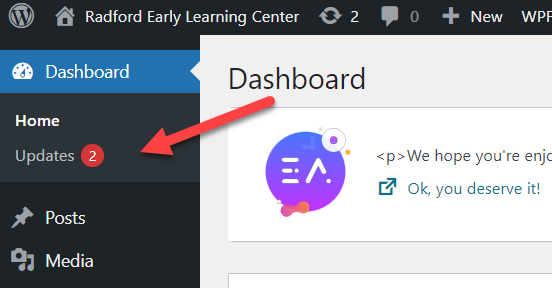 Radford Early Learning Center 2 0 New WPF
Dashboard
Dashboard
Home
Updates 2
<p>We hope you're enjo
EA
Ok, you deserve it!
Posts
Media